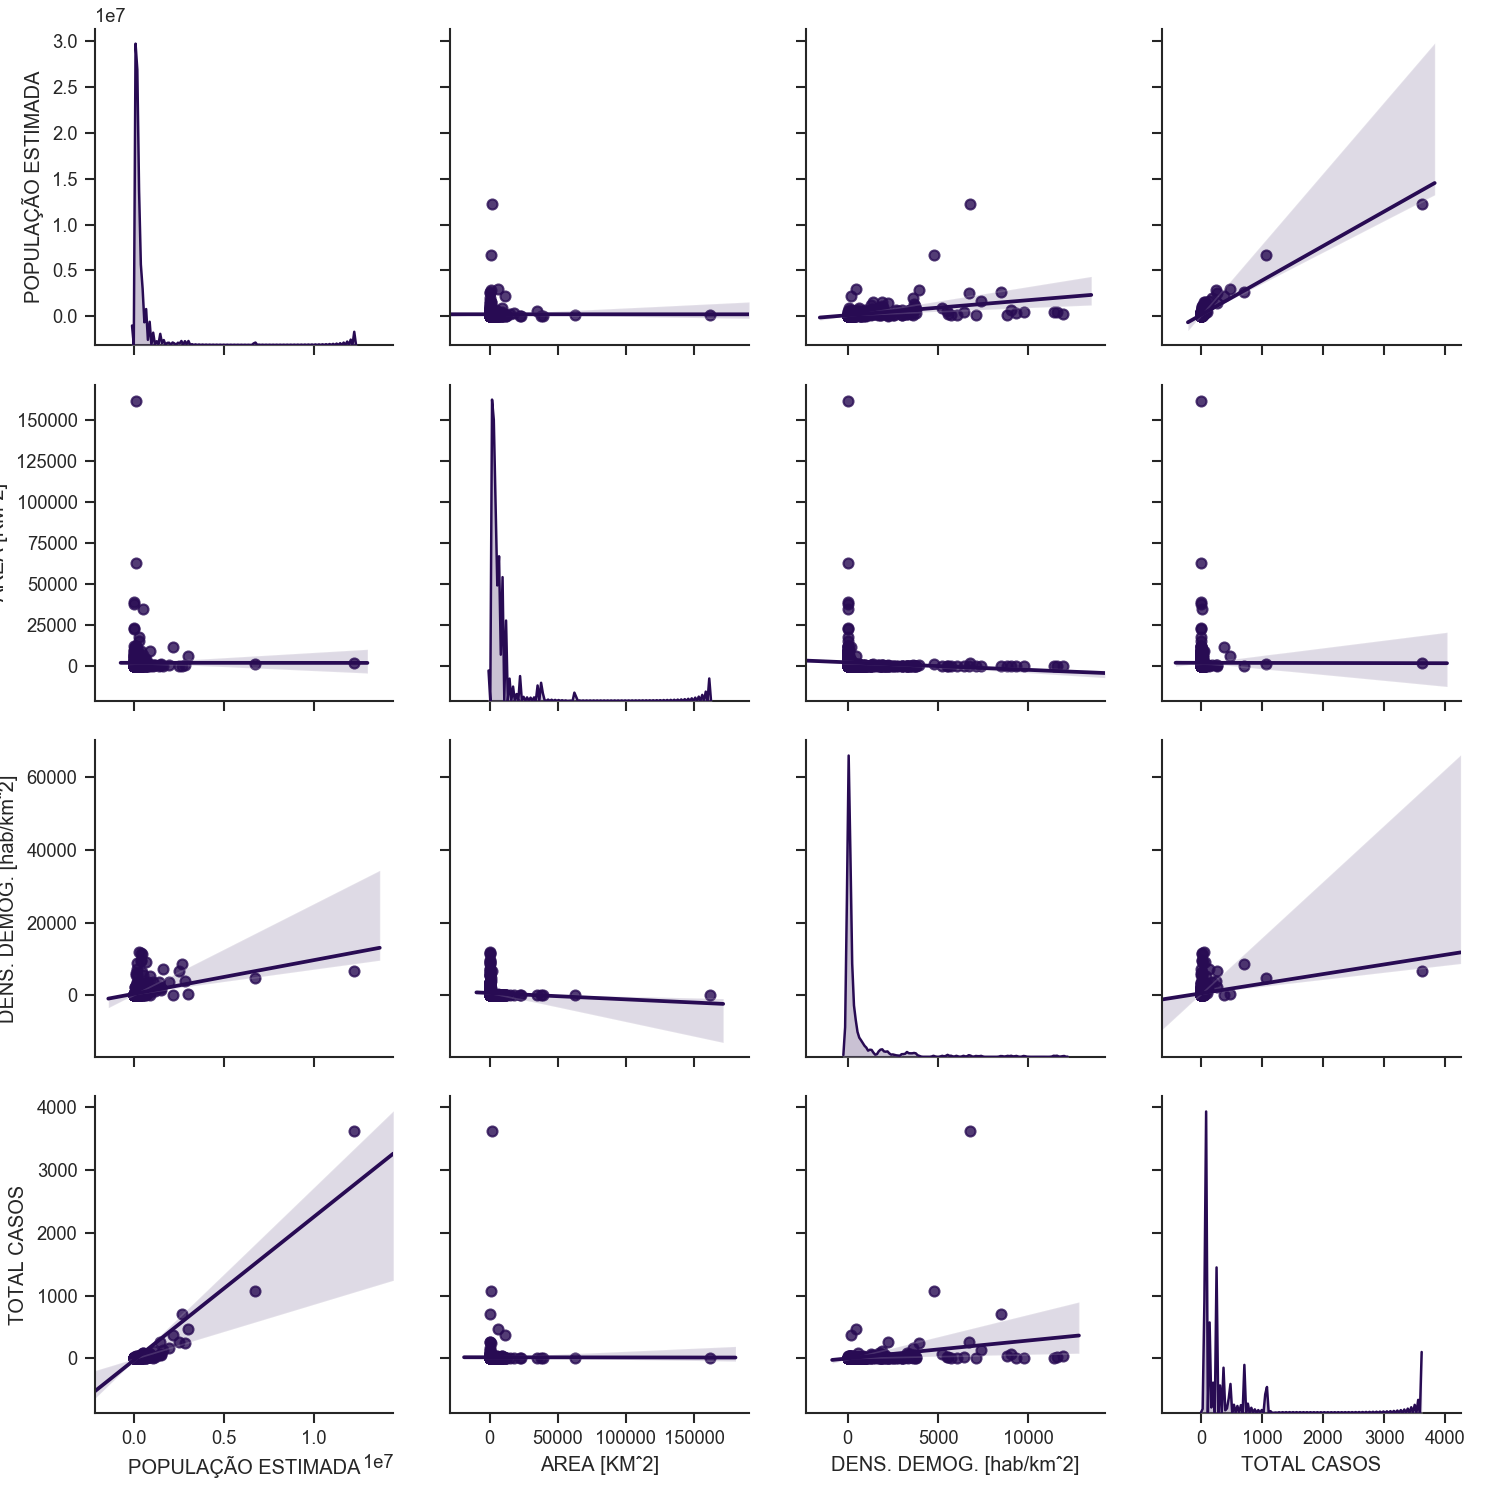 1e7
3.0
2.5
2.0
1.5
1.0
0.5
0.0
POPULAÇÃO ESTIMADA
150000
125000
100000
75000
50000
25000
0
60000
40000
20000
0
DENS. DEMOG. [hab/km^2]
4000
3000
2000
1000
0
TOTAL CASOS
0.0 0.5 1.0
1e7
POPULAÇÃO ESTIMADA
0 50000 100000 150000
AREA [KM^2]
0 5000 10000
DENS. DEMOG. [hab/km^2]
0 1000 2000 3000 4000
TOTAL CASOS